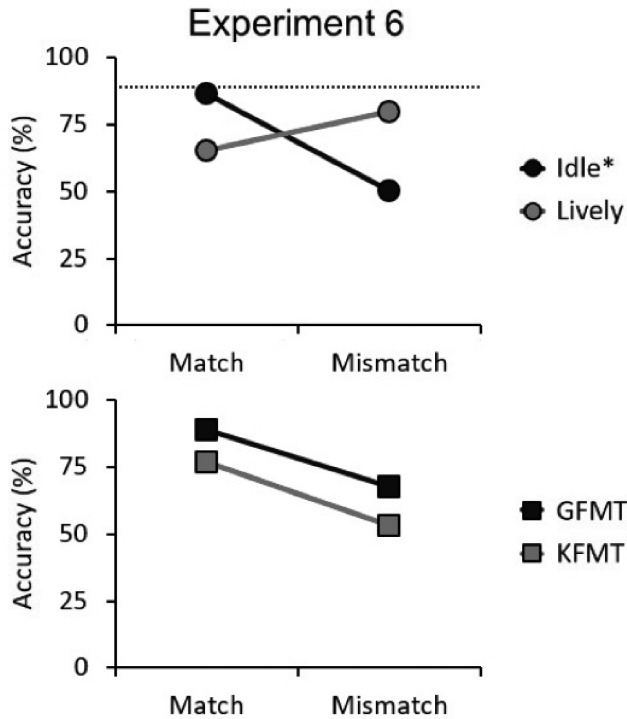 Experiment 6
100
75
50
25
0
Accuracy (%)
Match Mismatch
Idle*
Lively
100
75
50
25
0
Accuracy (%)
Match Mismatch
GFMT
KFMT